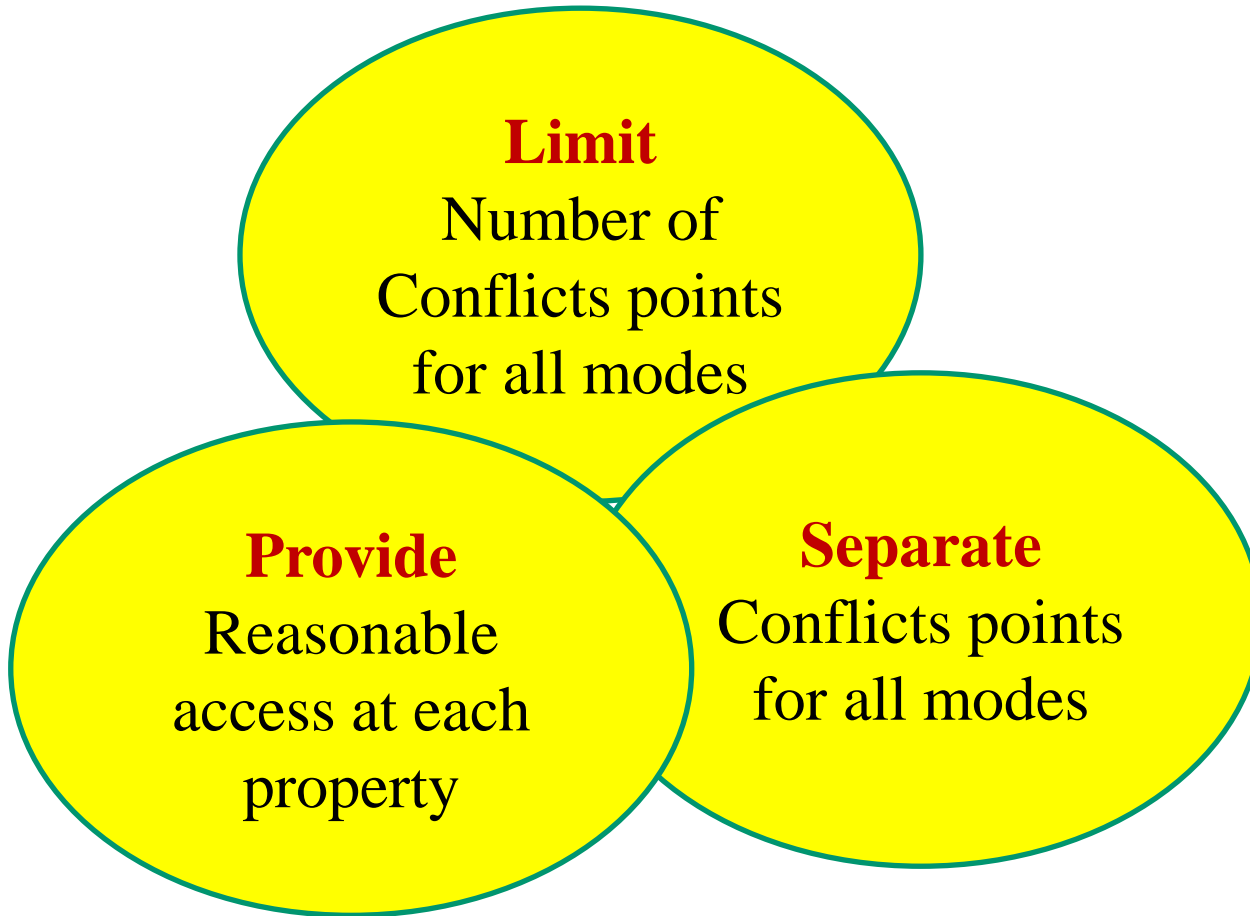 Limit
Number of
Conflicts points
for all modes
Provide
Reasonable
access at each
property
Separate
Conflicts points
for all modes